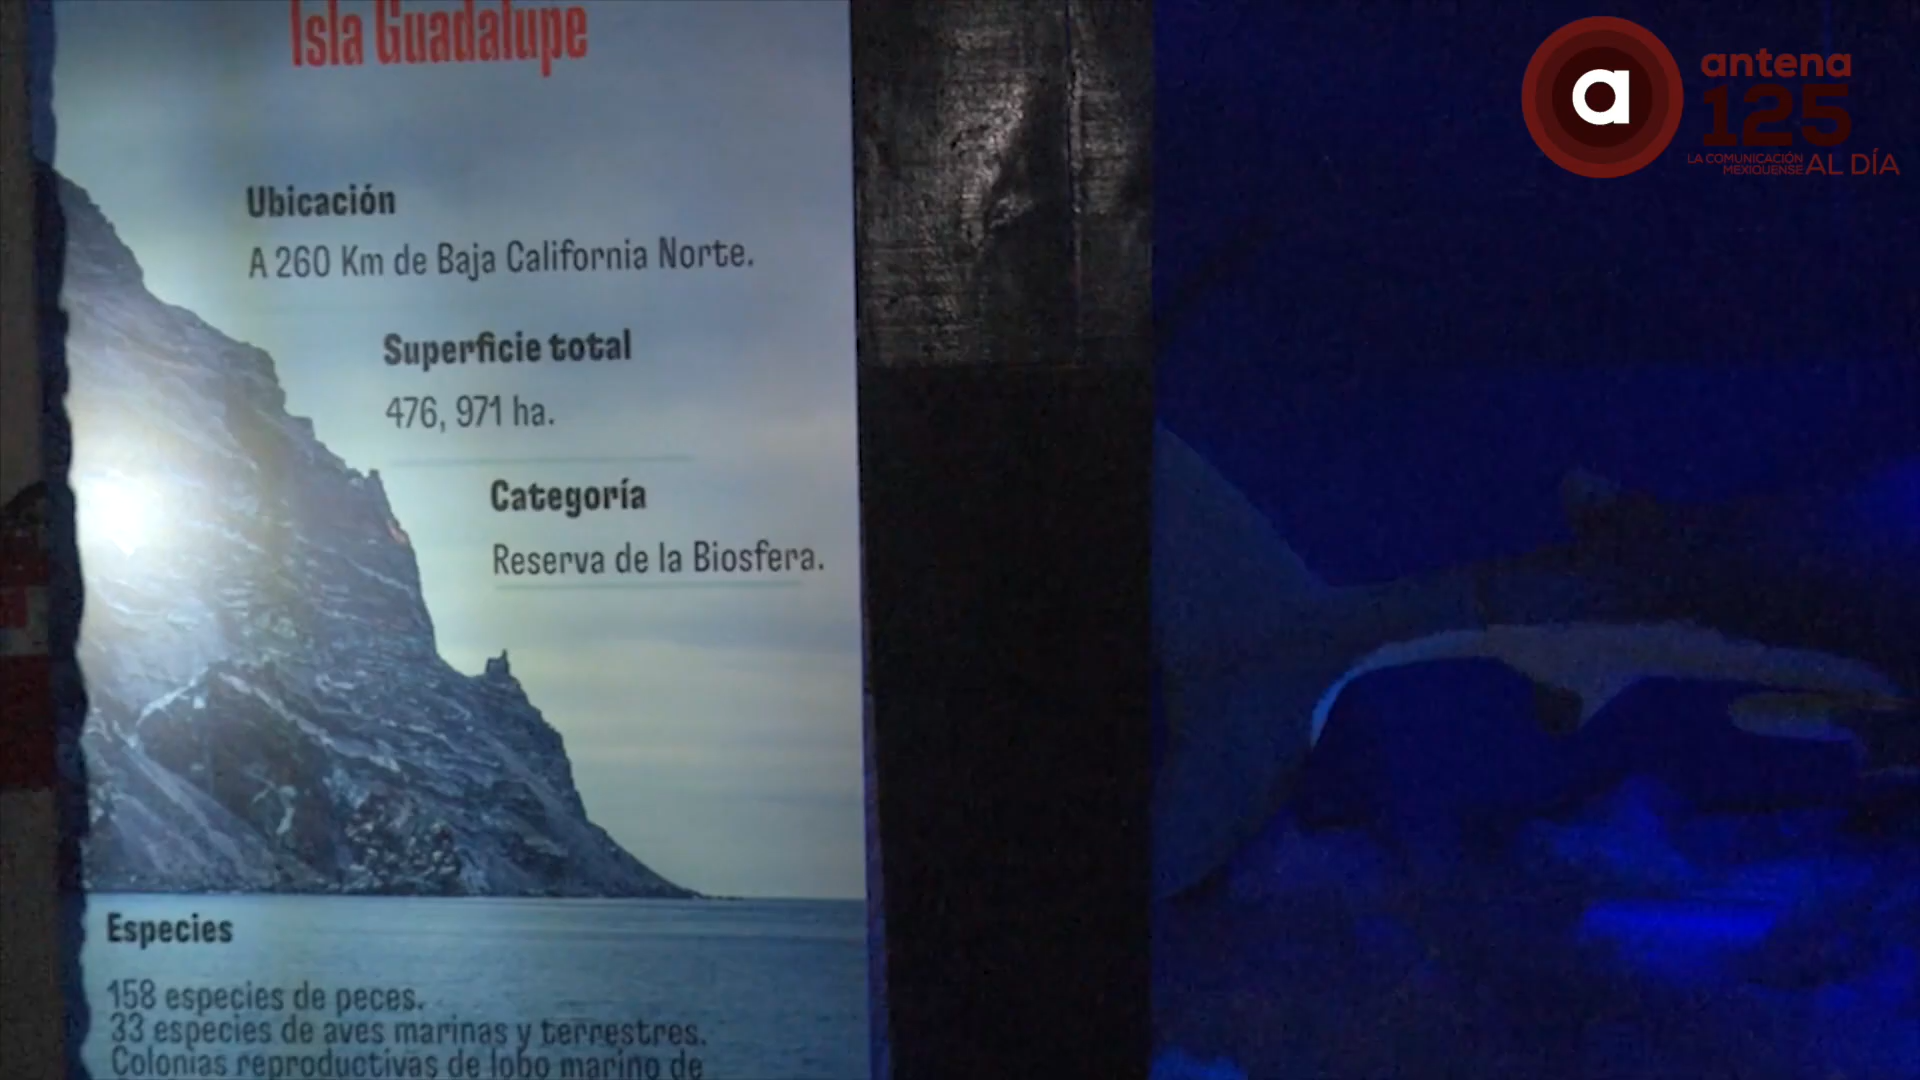 Isla Guadalupe
Ubicación
A 260 Km de Baja California Norte.
Superficie total
476, 971 ha.
Categoría
Reserva de la Biosfera.
Especies
158 especies de peces.
33 especies de aves marinas y terrestres.
Colonias reproductivas de lobo marino de
a
antena
125
LA COMUNICACIÓN
MEXIQUENSE AL DÍA